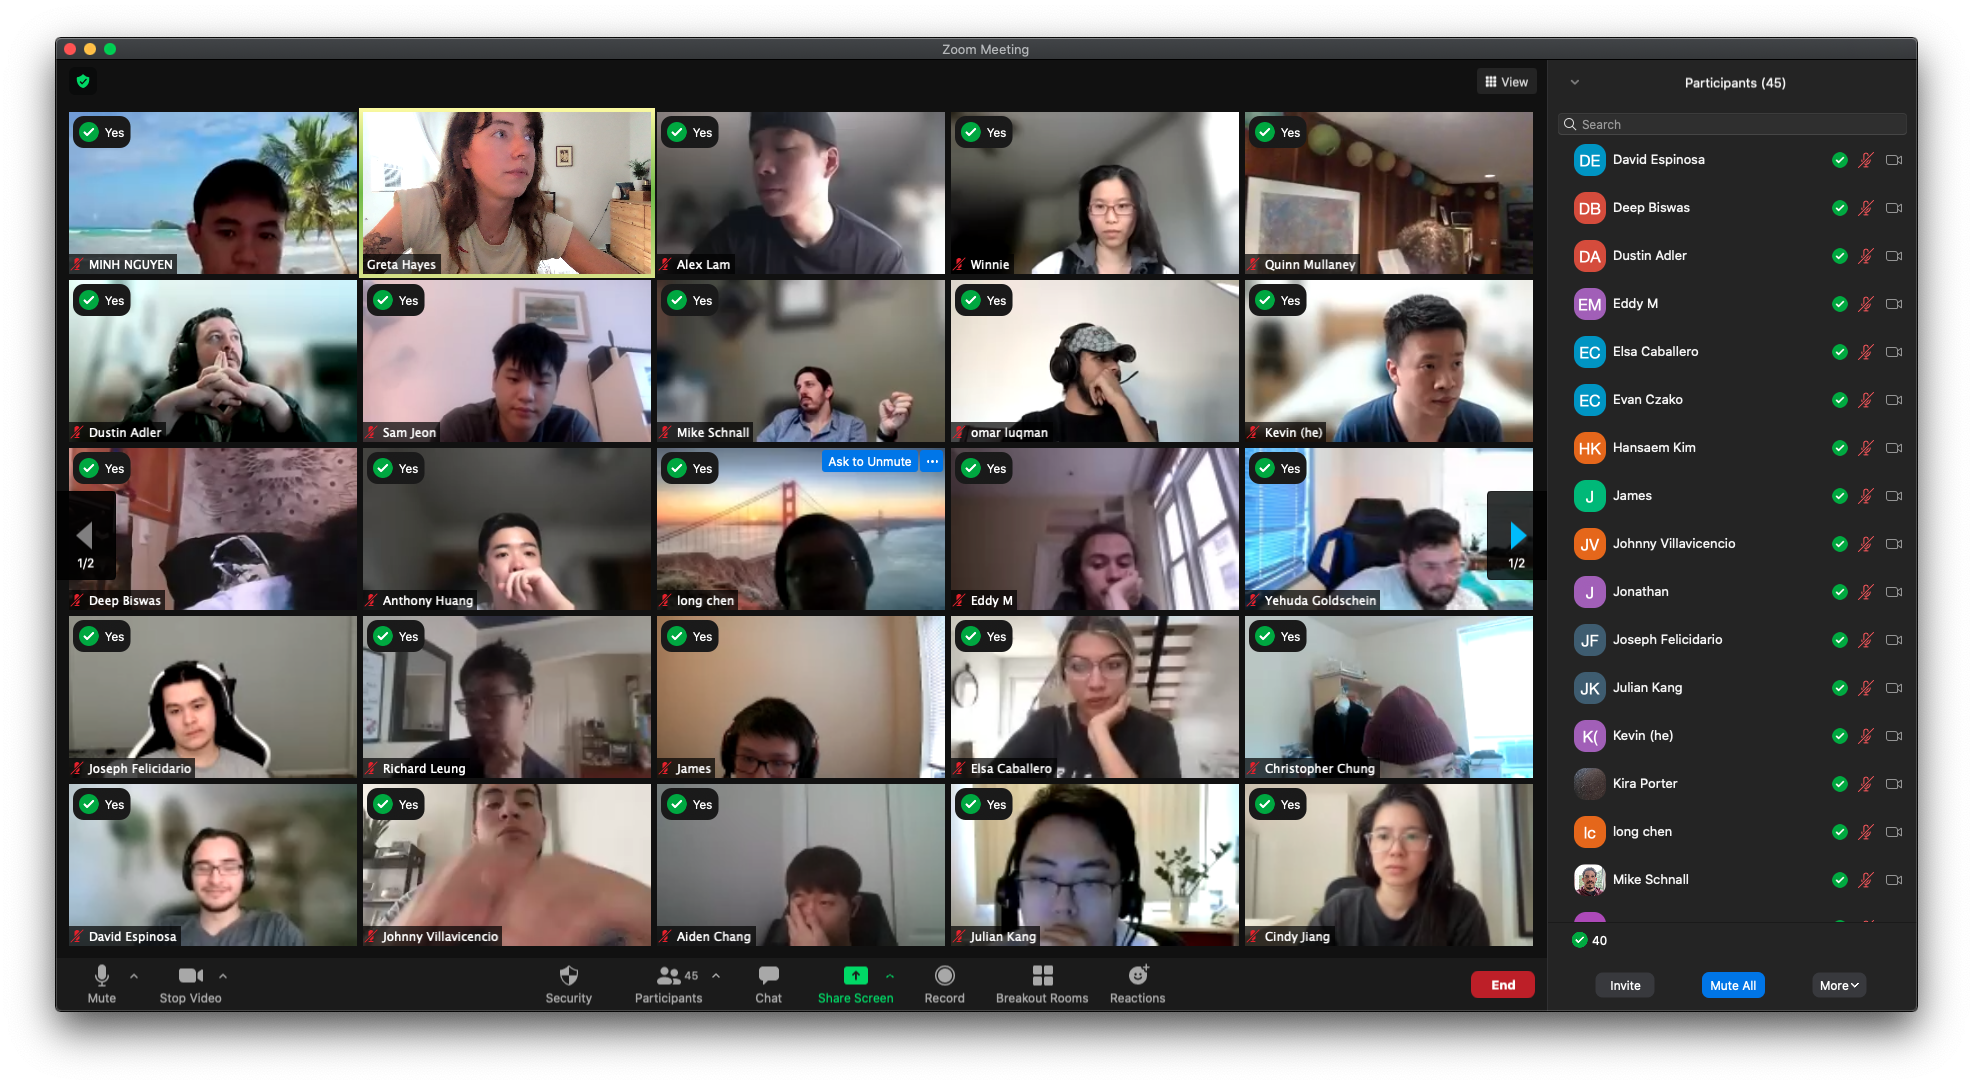 Zoom Meeting
View
Yes
MINH NGUYEN
Greta Hayes
Yes
Alex Lam
Yes
Winnie
Yes
Quinn Mullaney
Yes
Dustin Adler
Yes
Sam Jeon
Yes
Mike Schnall
Yes
omar luqman
Yes
Kevin (he)
Yes
1/2
Deep Biswas
Yes
Anthony Huang
Yes
Ask to Unmute ...
long chen
Yes
Eddy M
Yes
1/2
Yehuda Goldschein
Yes
Joseph Felicidario
Yes
Richard Leung
Yes
James
Yes
Elsa Caballero
Yes
Christopher Chung
Yes
David Espinosa
Yes
Johnny Villavicencio
Yes
Aiden Chang
Yes
Julian Kang
Yes
Cindy Jiang
Mute
Stop Video
Security
45
Participants
Chat
Share Screen
Record
Breakout Rooms
Reactions
End
Participants (45)
Search
DE David Espinosa
DB Deep Biswas
DA Dustin Adler
EM Eddy M
EC Elsa Caballero
EC Evan Czako
HK Hansaem Kim
J James
JV Johnny Villavicencio
J Jonathan
JF Joseph Felicidario
JK Julian Kang
K( Kevin (he)
Kira Porter
lc long chen
Mike Schnall
40
Invite
Mute All
More